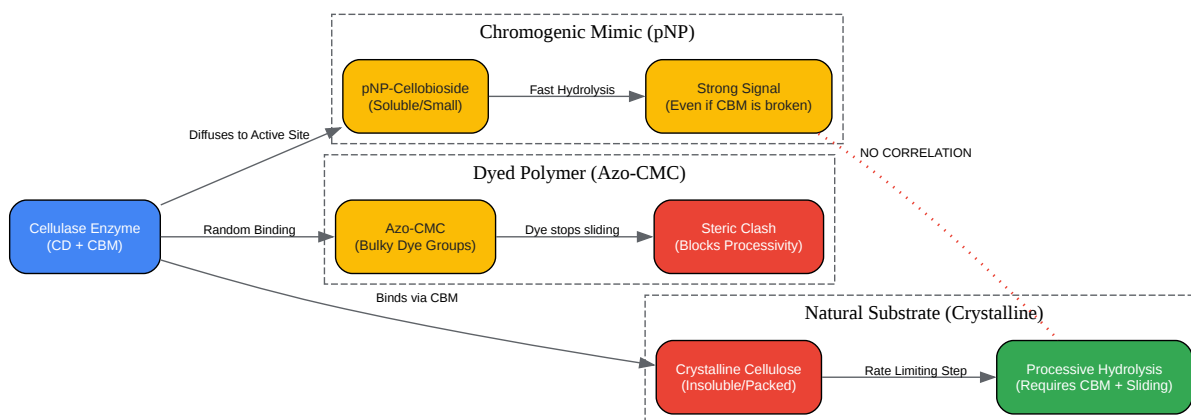 Chromogenic Mimic (pNP)
pNP-Cellobioside
(Soluble/Small)
Fast Hydrolysis
Strong Signal
(Even if CBM is broken)
Diffuses to Active Site
NO CORRELATION
Dyed Polymer (Azo-CMC)
Cellulase Enzyme
(CD + CBM)
Random Binding
Azo-CMC
(Bulky Dye Groups)
Dye stops sliding
Steric Clash
(Blocks Processivity)
Binds via CBM
Natural Substrate (Crystalline)
Crystalline Cellulose
(Insoluble/Packed)
Rate Limiting Step
Processive Hydrolysis
(Requires CBM + Sliding)